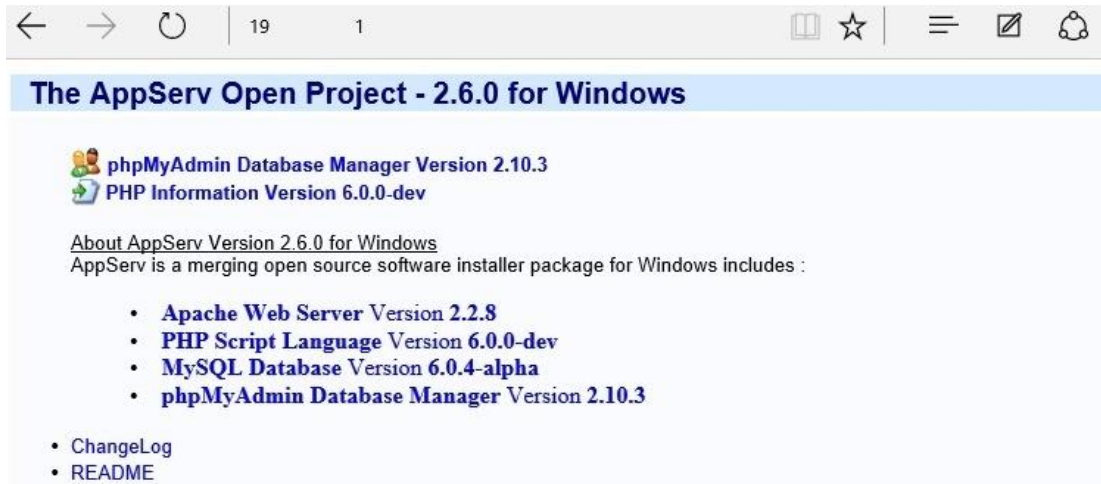 19 1
The AppServ Open Project - 2.6.0 for Windows
phpMyAdmin Database Manager Version 2.10.3
PHP Information Version 6.0.0-dev
About AppServ Version 2.6.0 for Windows
AppServ is a merging open source software installer package for Windows includes :
• Apache Web Server Version 2.2.8
• PHP Script Language Version 6.0.0-dev
• MySQL Database Version 6.0.4-alpha
• phpMyAdmin Database Manager Version 2.10.3
• ChangeLog
• README